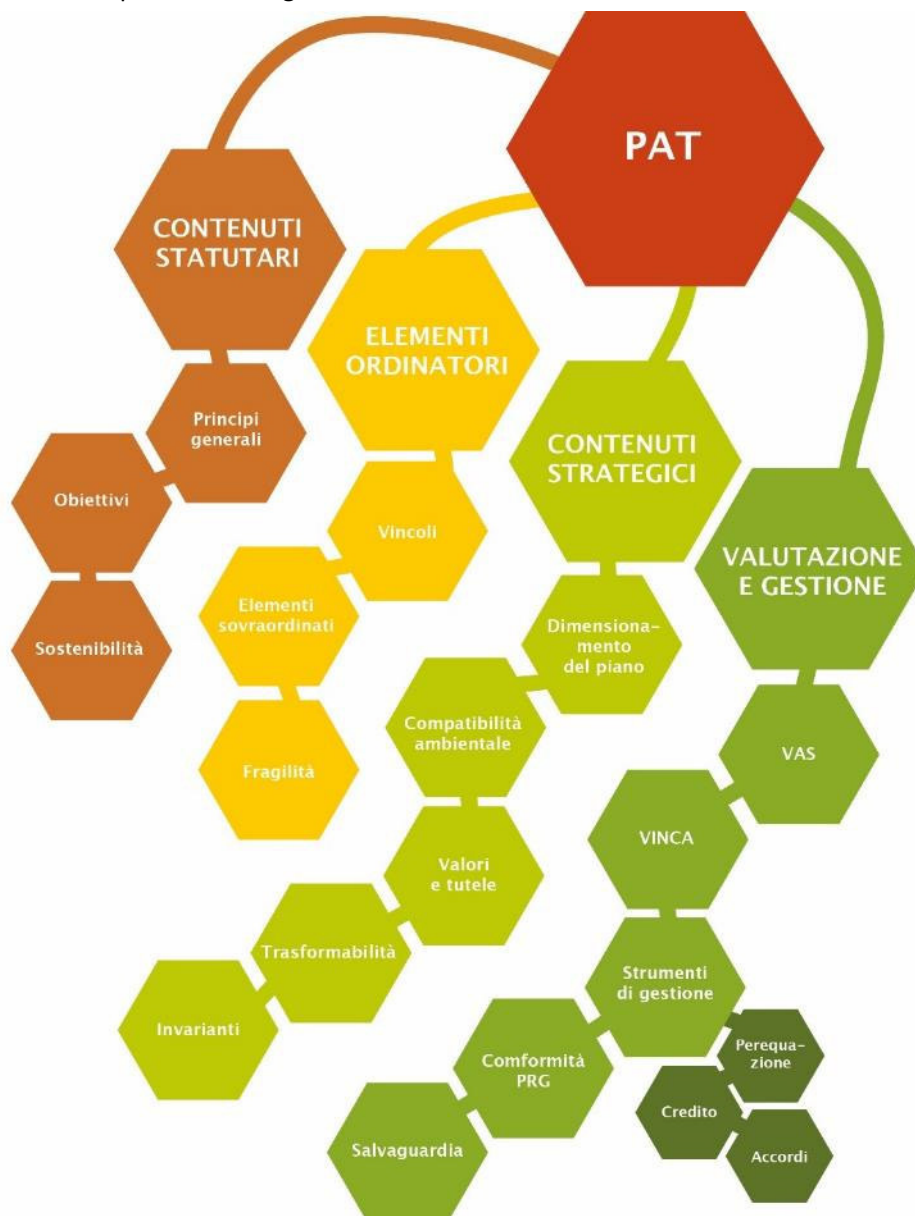 PAT
CONTENUTI
STATUTARI
Principi
generali
Obiettivi
Sostenibilità
ELEMENTI
ORDINATORI
Vincoli
Elementi
sovraordinati
Fragilità
CONTENUTI
STRATEGICI
Dimensiona-
mento
del piano
Compatibilità
ambientale
Valori
e tutele
Trasformabilità
Invarianti
VALUTAZIONE
E GESTIONE
VAS
VINCA
Strumenti
di gestione
Comformità
PRG
Salvaguardia
Perequa-
zione
Credito
Accordi